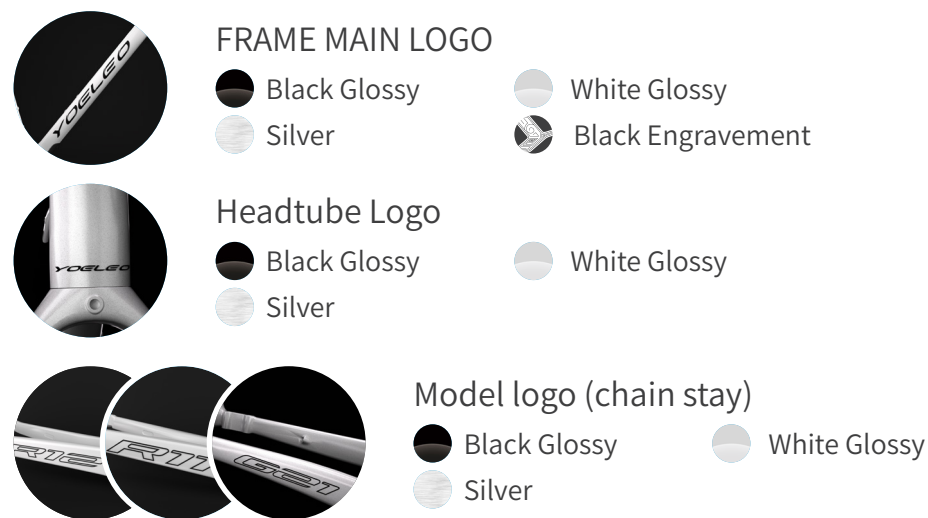 YOELEO
FRAME MAIN LOGO
Black Glossy
White Glossy
Silver
Black Engravement
YOELEO
Headtube Logo
Black Glossy
White Glossy
Silver
R12
R11
G21
Model logo (chain stay)
Black Glossy
White Glossy
Silver